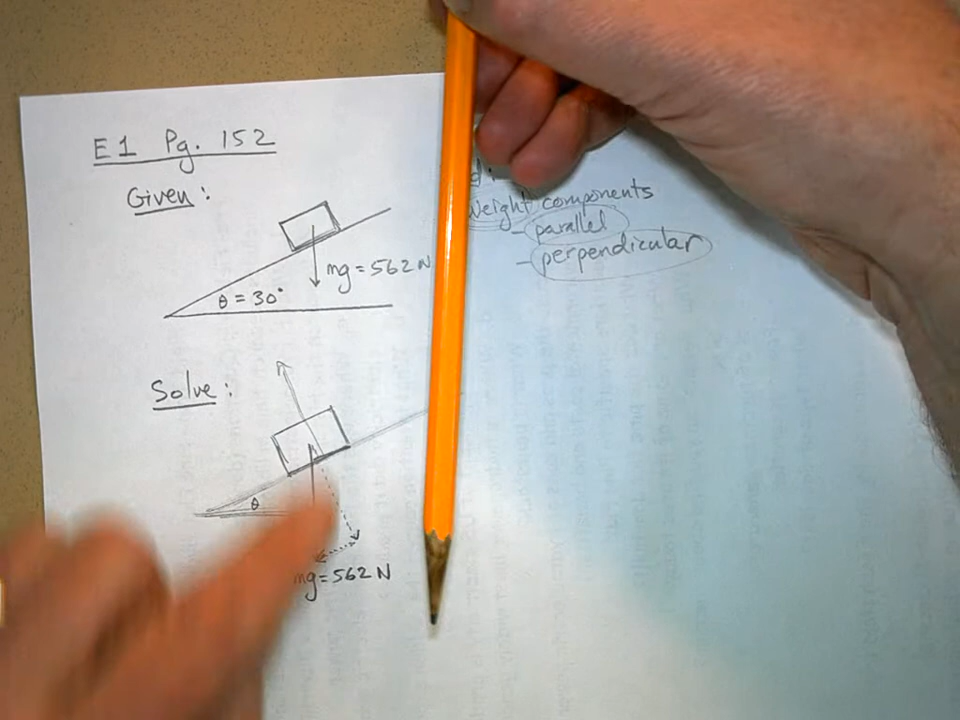 E1 Pg. 152
Given:
mg = 562 N
θ = 30°
weight components
- parallel
- perpendicular
Solve:
θ
mg = 562 N